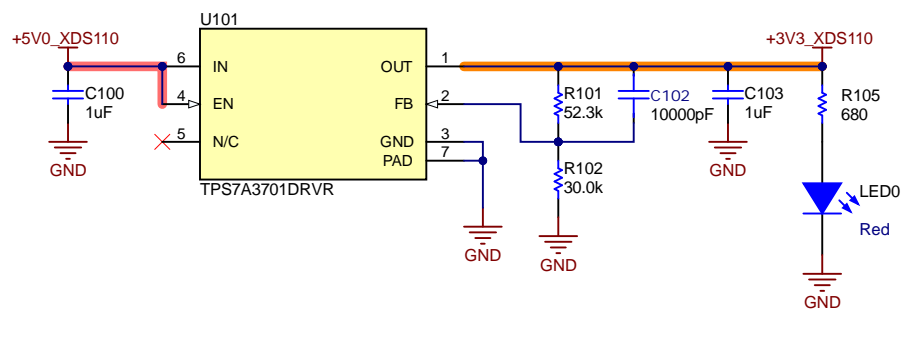 U101
+5V0_XDS110
+3V3_XDS110
6 IN OUT 1
C100
1uF
4 EN FB 2
R101
52.3k
C102
10000pF
C103
1uF
R105
680
5 N/C GND 3
PAD 7
GND
TPS7A3701DRVR
R102
30.0k
GND
LED0
Red
GND
GND
GND